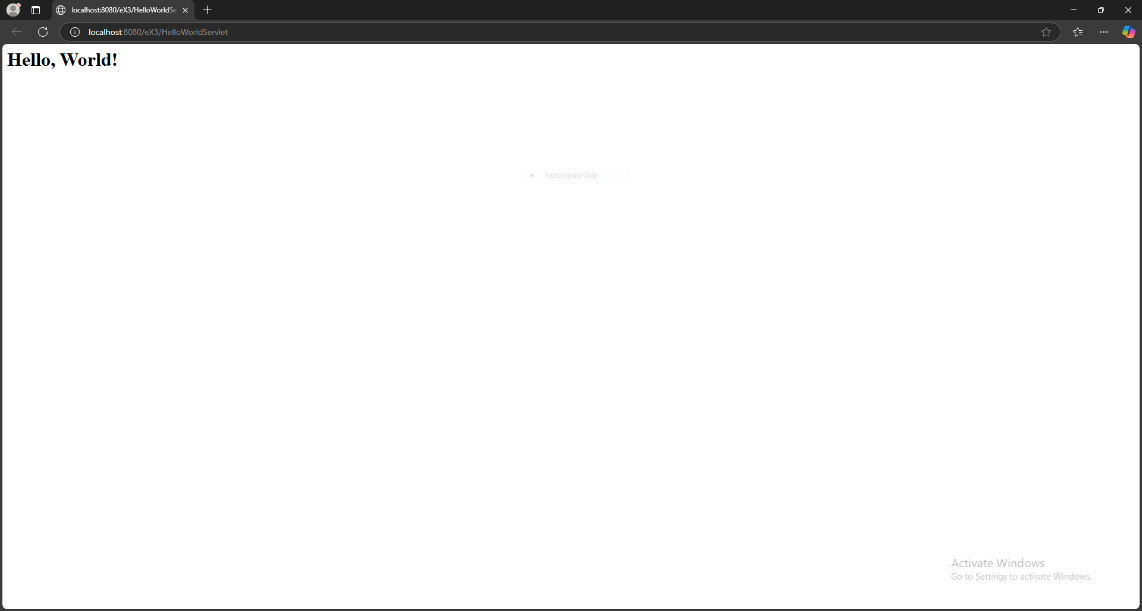 localhost:8080/eX3/HelloWorldSe
localhost:8080/eX3/HelloWorldServlet
Hello, World!
Rectangular Snip
Activate Windows
Go to Settings to activate Windows.